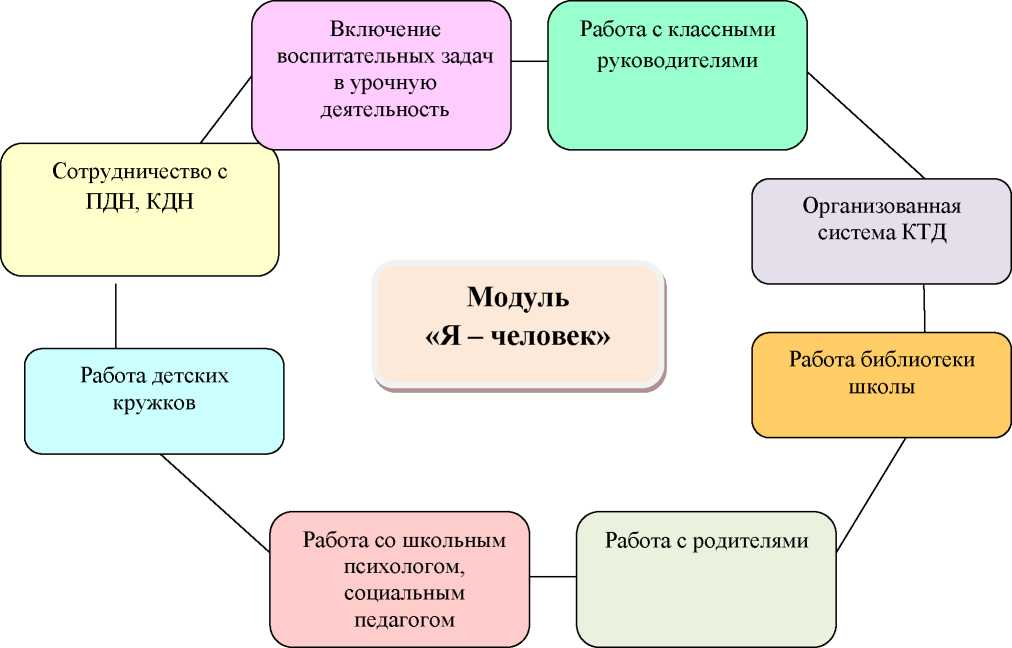 Включение
воспитательных задач
в урочную
деятельность
Работа с классными
руководителями
Сотрудничество с
ПДН, КДН
Организованная
система КТД
Модуль
«Я – человек»
Работа детских
кружков
Работа библиотеки
школы
Работа со школьным
психологом,
социальным
педагогом
Работа с родителями